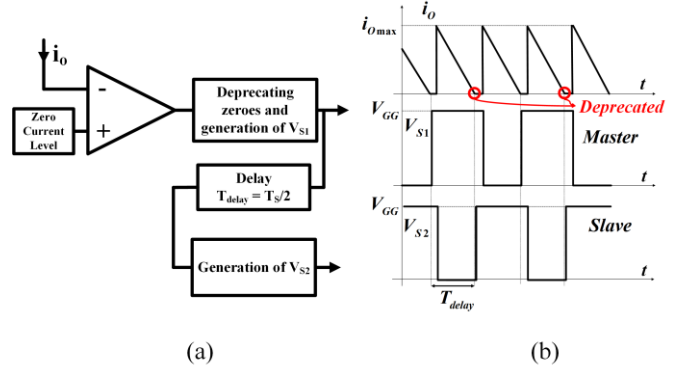 i_o
-
+
Zero
Current
Level
Deprecating
zeroes and
generation of V_S1
Delay
T_delay = T_S/2
Generation of V_S2
(a)
i_Omax
i_O
t
Deprecated
V_GG
V_S1
Master
t
V_GG
V_S2
Slave
t
T_delay
(b)